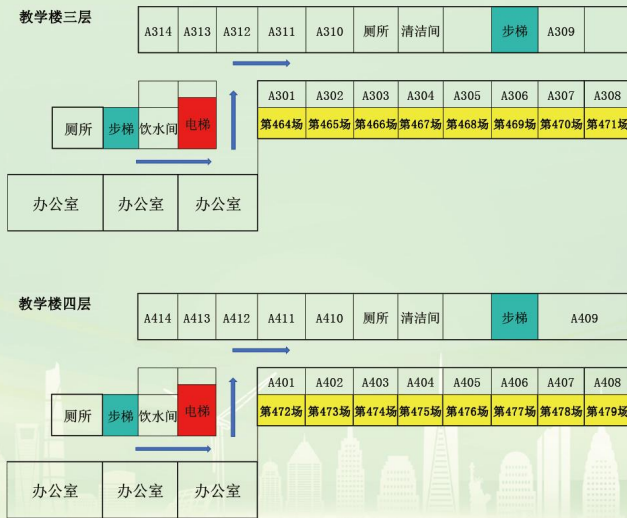 教学楼三层
A314 A313 A312 A311 A310 厕所 清洁间 步梯 A309
A301 A302 A303 A304 A305 A306 A307 A308
厕所 步梯 饮水间 电梯 第464场 第465场 第466场 第467场 第468场 第469场 第470场 第471场
办公室 办公室 办公室
教学楼四层
A414 A413 A412 A411 A410 厕所 清洁间 步梯 A409
A401 A402 A403 A404 A405 A406 A407 A408
厕所 步梯 饮水间 电梯 第472场 第473场 第474场 第475场 第476场 第477场 第478场 第479场
办公室 办公室 办公室